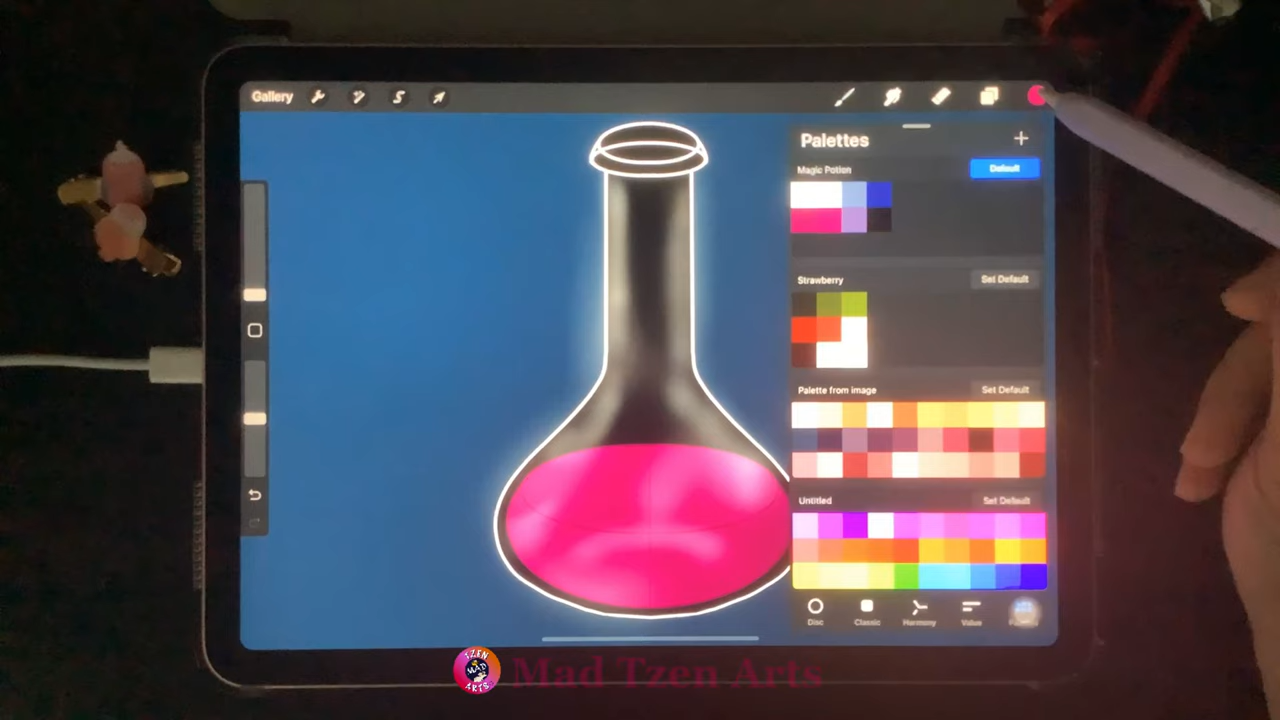 Gallery
Palettes
Magic Potion
Default
Strawberry
Set Default
Palette from image
Set Default
Untitled
Set Default
Disc
Classic
Harmony
Value
TZEN
MAD
ARTS
Mad Tzen Arts